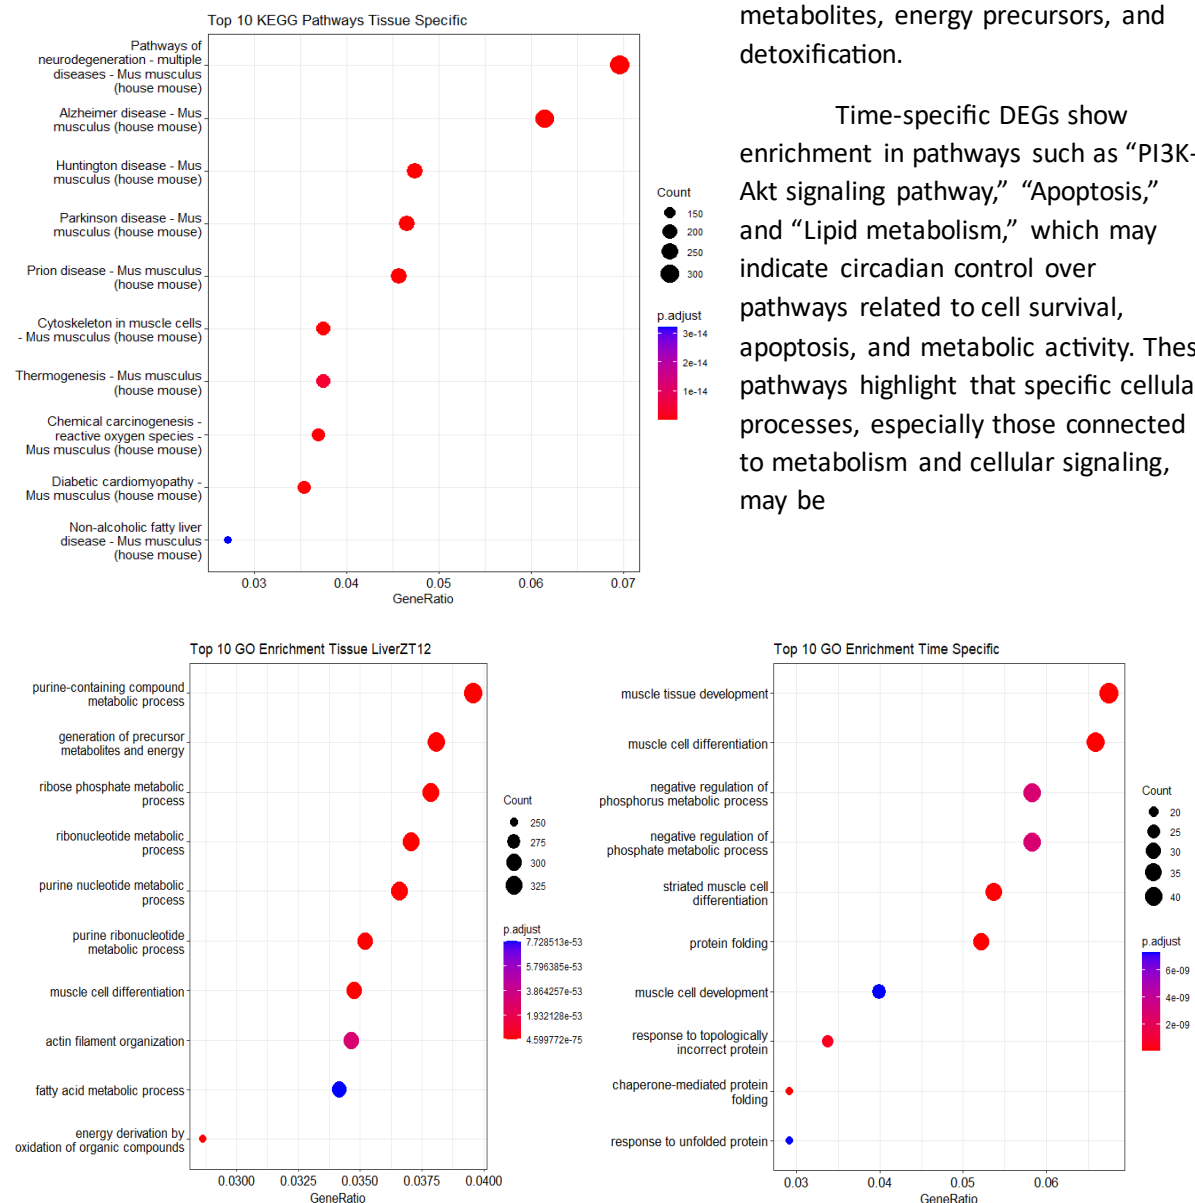 metabolites, energy precursors, and
detoxification.
Time-specific DEGs show
enrichment in pathways such as “PI3K-
Akt signaling pathway,” “Apoptosis,”
and “Lipid metabolism,” which may
indicate circadian control over
pathways related to cell survival,
apoptosis, and metabolic activity. Thes
pathways highlight that specific cellula
processes, especially those connected
to metabolism and cellular signaling,
may be
Top 10 KEGG Pathways Tissue Specific
Pathways of
neurodegeneration - multiple
diseases - Mus musculus
(house mouse)
Alzheimer disease - Mus
musculus (house mouse)
Huntington disease - Mus
musculus (house mouse)
Parkinson disease - Mus
musculus (house mouse)
Prion disease - Mus musculus
(house mouse)
Cytoskeleton in muscle cells
- Mus musculus (house mouse)
Thermogenesis - Mus musculus
(house mouse)
Chemical carcinogenesis -
reactive oxygen species -
Mus musculus (house mouse)
Diabetic cardiomyopathy -
Mus musculus (house mouse)
Non-alcoholic fatty liver
disease - Mus musculus
(house mouse)
0.03 0.04 0.05 0.06 0.07
GeneRatio
Count
150
200
250
300
p.adjust
3e-14
2e-14
1e-14
Top 10 GO Enrichment Tissue LiverZT12
purine-containing compound
metabolic process
generation of precursor
metabolites and energy
ribose phosphate metabolic
process
ribonucleotide metabolic
process
purine nucleotide metabolic
process
purine ribonucleotide
metabolic process
muscle cell differentiation
actin filament organization
fatty acid metabolic process
energy derivation by
oxidation of organic compounds
0.0300 0.0325 0.0350 0.0375 0.0400
GeneRatio
Count
250
275
300
325
p.adjust
7.728513e-53
5.796385e-53
3.864257e-53
1.932128e-53
4.599772e-75
Top 10 GO Enrichment Time Specific
muscle tissue development
muscle cell differentiation
negative regulation of
phosphorus metabolic process
negative regulation of
phosphate metabolic process
striated muscle cell
differentiation
protein folding
muscle cell development
response to topologically
incorrect protein
chaperone-mediated protein
folding
response to unfolded protein
0.03 0.04 0.05 0.06
GeneRatio
Count
20
25
30
35
40
p.adjust
6e-09
4e-09
2e-09